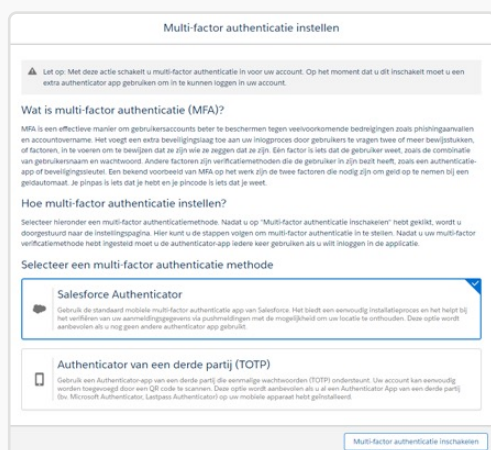 Multi-factor authenticatie instellen
Let op: Met deze actie schakelt u multi-factor authenticatie in voor uw account. Op het moment dat u dit inschakelt moet u een
extra authenticator app gebruiken om in te kunnen loggen in uw account.
Wat is multi-factor authenticatie (MFA)?
MFA is een effectieve manier om gebruikersaccounts beter te beschermen tegen veelvoorkomende bedreigingen zoals phishingaanvallen
en accountovername. Het voegt een extra beveiligingslaag toe aan uw inlogproces door gebruikers te vragen twee of meer bewijsstukken,
of factoren, in te voeren om te bewijzen dat ze zijn wie ze zeggen dat ze zijn. Eén factor is iets dat de gebruiker weet, zoals de combinatie
van gebruikersnaam en wachtwoord. Andere factoren zijn verificatiemethoden die de gebruiker in zijn bezit heeft, zoals een authenticatie-
app of beveiligingssleutel. Een bekend voorbeeld van MFA op het werk zijn de twee factoren die nodig zijn om geld op te nemen bij een
geldautomaat. Je pinpas is iets dat je hebt en je pincode is iets dat je weet.
Hoe multi-factor authenticatie instellen?
Selecteer hieronder een multi-factor authenticatiemethode. Nadat u op "Multi-factor authenticatie inschakelen" hebt geklikt, wordt u
doorgestuurd naar de instellingspagina. Hier kunt u de stappen volgen om multi-factor authenticatie in te stellen. Nadat u uw multi-factor
verificatiemethode hebt ingesteld moet u de authenticator-app iedere keer gebruiken als u wilt inloggen in de applicatie.
Selecteer een multi-factor authenticatie methode
Salesforce Authenticator
Gebruik de standaard mobiele multi-factor authenticatie app van Salesforce. Het biedt een eenvoudig installatieproces en het helpt bij
het verifiëren van uw aanmeldingsgegevens via pushmeldingen met de mogelijkheid om uw locatie te onthouden. Deze optie wordt
aanbevolen als u nog geen andere authenticator app gebruikt.
Authenticator van een derde partij (TOTP)
Gebruik een Authenticator-app van een derde partij die eenmalige wachtwoorden (TOTP) ondersteunt. Uw account kan eenvoudig
worden toegevoegd door een QR code te scannen. Deze optie wordt aanbevolen als u al een Authenticator App van een derde partij
(bv. Microsoft Authenticator, Lastpass Authenticator) op uw mobiele apparaat hebt geïnstalleerd.
Multi-factor authenticatie inschakelen